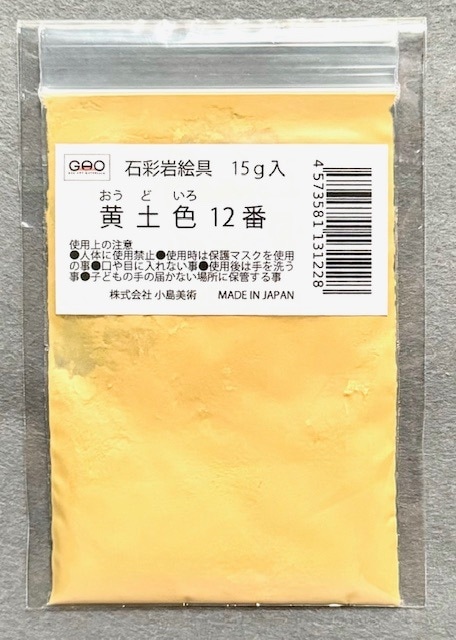 GAO 石彩岩絵具 15g入
おう ど いろ
黄土色 12番
使用上の注意
●人体に使用禁止●使用時は保護マスクを使用
の事●口や目に入れない事●使用後は手を洗う
事●子どもの手の届かない場所に保管する事
株式会社 小島美術 MADE IN JAPAN
4 573581 131228